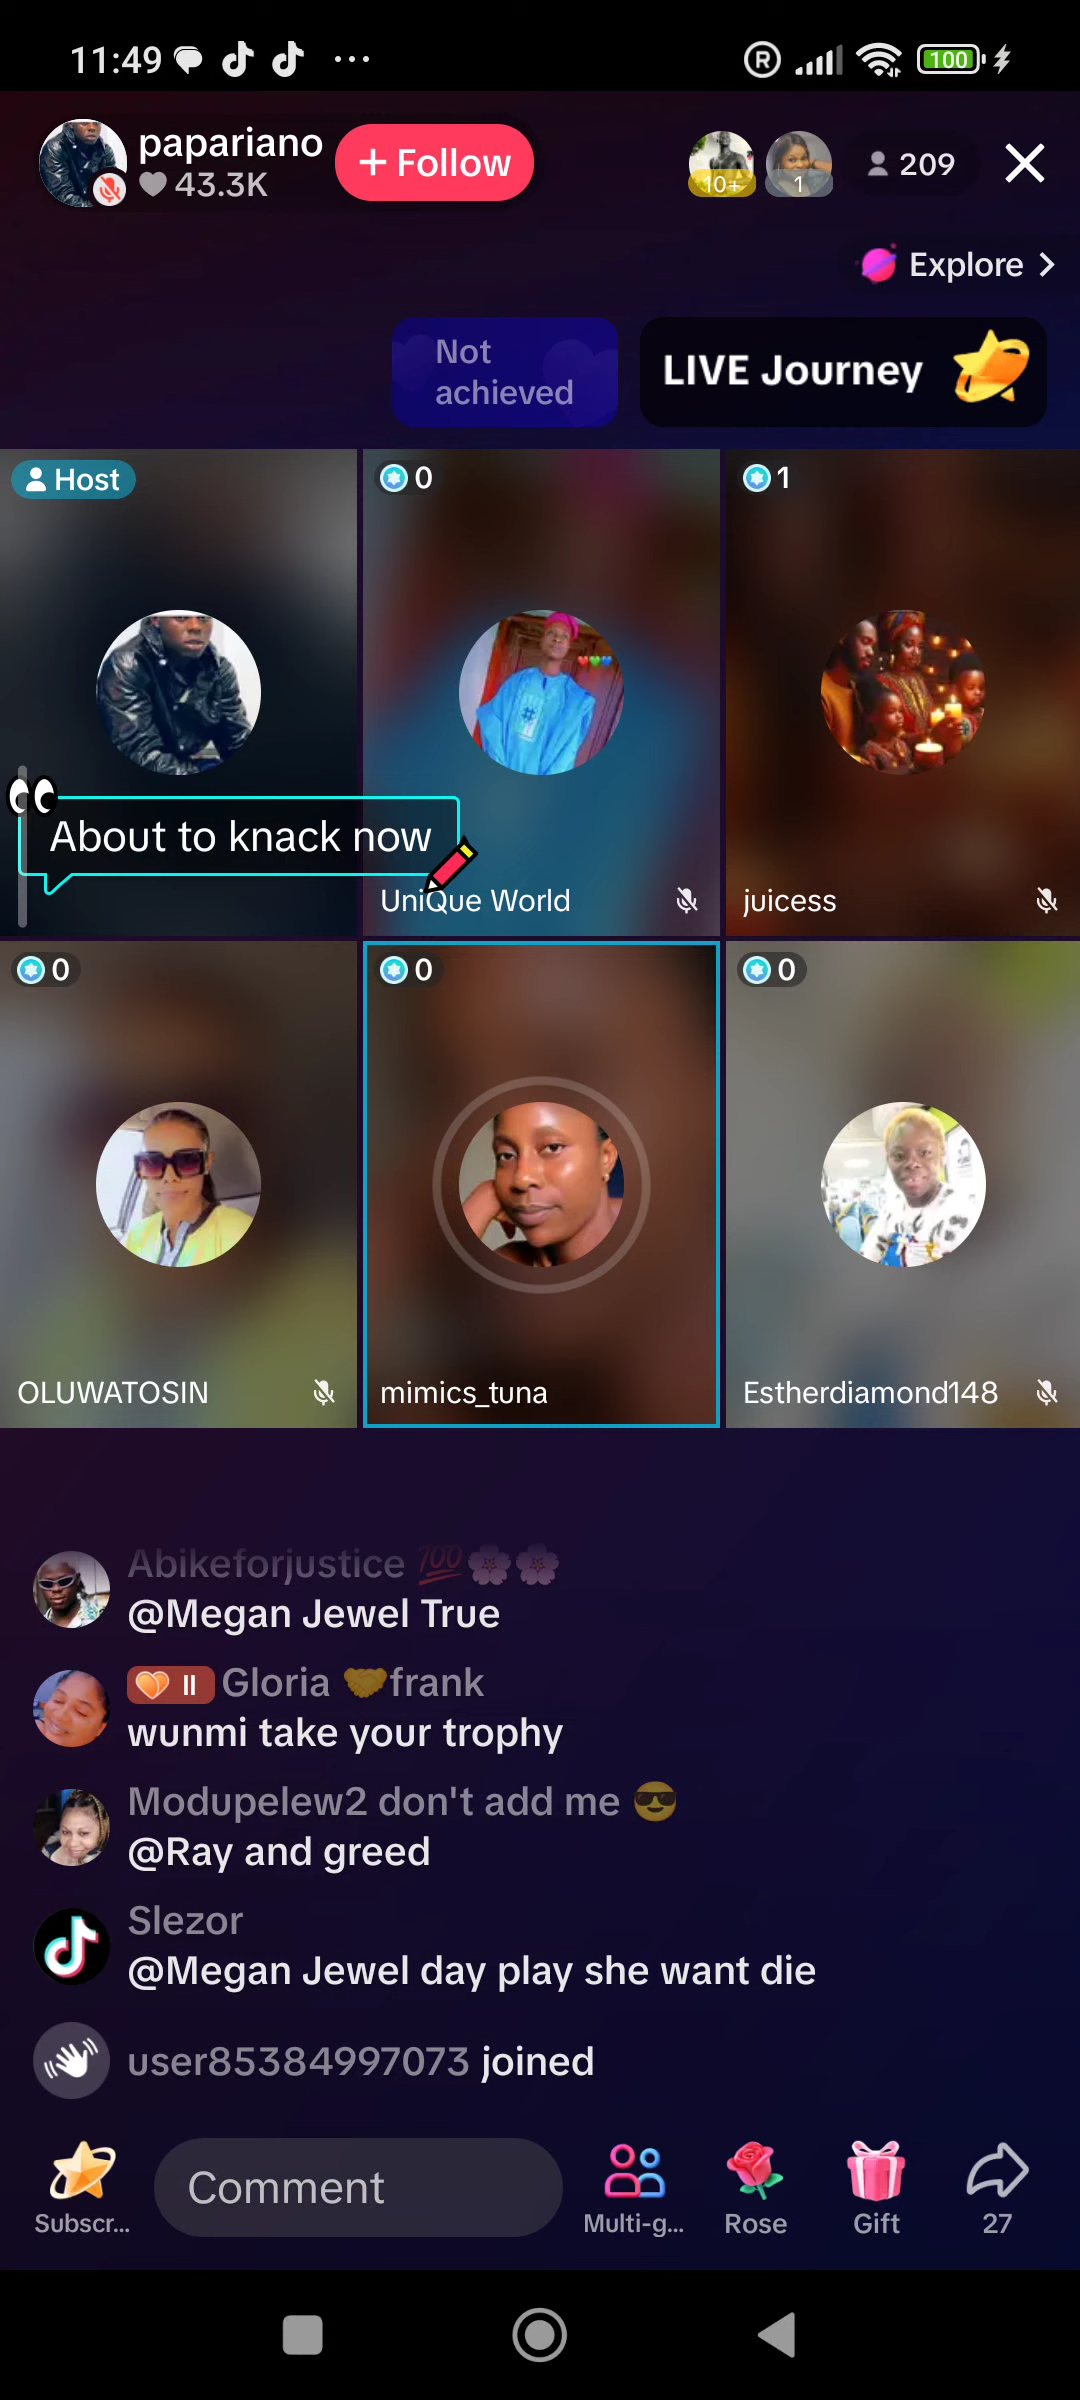 11:49
100
papariano
43.3K
+ Follow
10+
1
209
Explore
Not
achieved
LIVE Journey
Host
0
1
About to knack now
UniQue World
juicess
0
0
0
OLUWATOSIN
mimics_tuna
Estherdiamond148
Abikeforjustice 💯🌸🌸
@Megan Jewel True
II Gloria 🤝frank
wunmi take your trophy
Modupelew2 don't add me 😎
@Ray and greed
Slezor
@Megan Jewel day play she want die
user85384997073 joined
Comment
Subscr...
Multi-g...
Rose
Gift
27